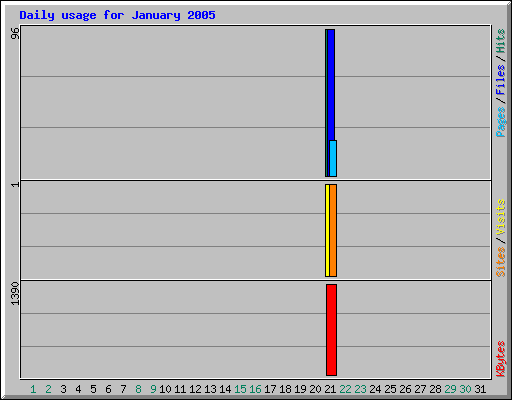 Daily usage for January 2005
96
Pages / Files / Hits
1
Sites / Visits
1390
KBytes
1 2 3 4 5 6 7 8 9 10 11 12 13 14 15 16 17 18 19 20 21 22 23 24 25 26 27 28 29 30 31